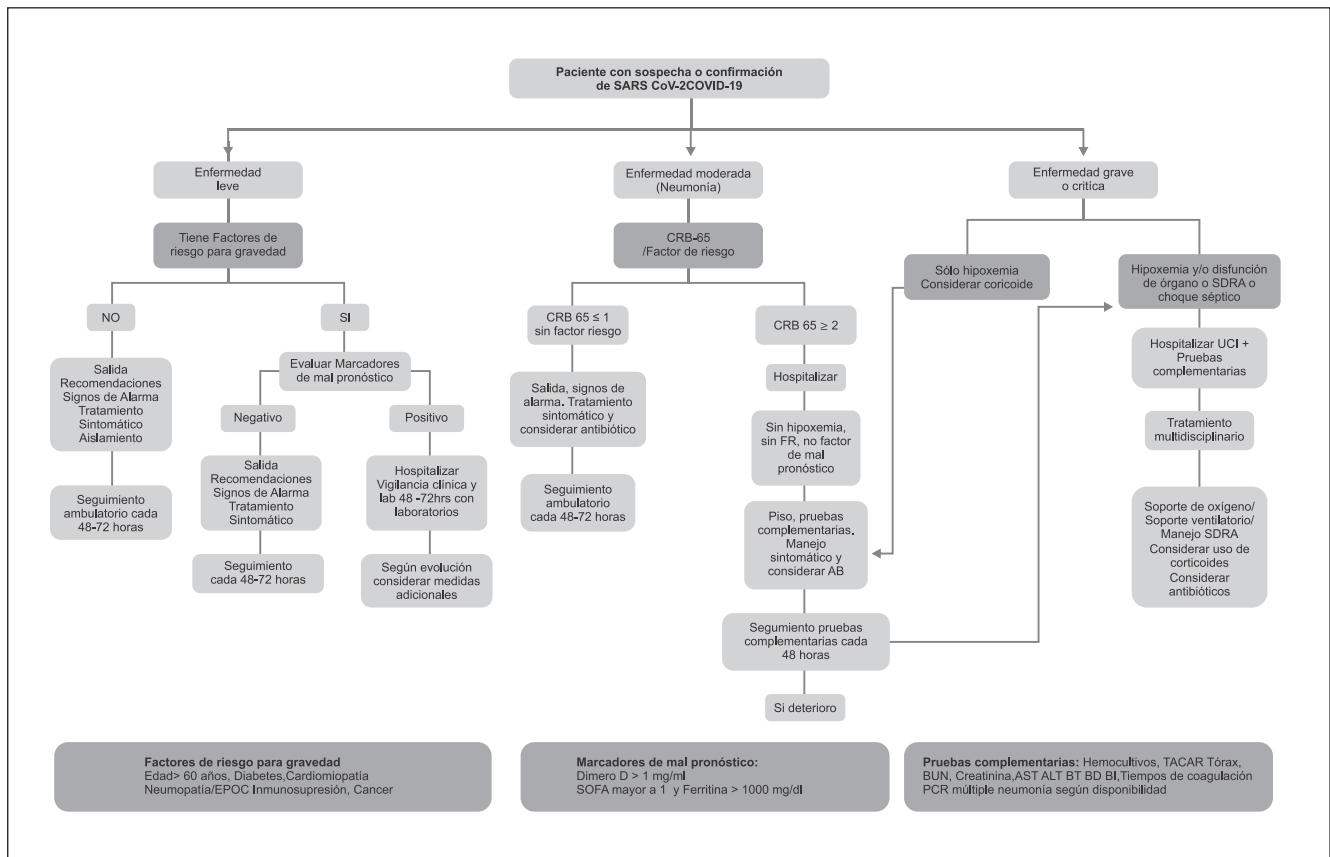 Paciente con sospecha o confirmación
de SARS CoV-2COVID-19
Enfermedad
leve
Tiene Factores de
riesgo para gravedad
NO
Salida
Recomendaciones
Signos de Alarma
Tratamiento
Sintomático
Aislamiento
Seguimiento
ambulatorio cada
48-72 horas
SI
Evaluar Marcadores
de mal pronóstico
Negativo
Salida
Recomendaciones
Signos de Alarma
Tratamiento
Sintomático
Seguimiento
cada 48-72 horas
Positivo
Hospitalizar
Vigilancia clínica y
lab 48 -72hrs con
laboratorios
Según evolución
considerar medidas
adicionales
Enfermedad moderada
(Neumonía)
CRB-65
/Factor de riesgo
CRB 65 ≤ 1
sin factor riesgo
Salida, signos de
alarma. Tratamiento
sintomático y
considerar antibiótico
Seguimiento ambulatorio
cada 48-72 horas
CRB 65 ≥ 2
Hospitalizar
Sin hipoxemia,
sin FR, no factor
de mal
pronóstico
Piso, pruebas
complementarias.
Manejo
sintomático y
considerar AB
Segumiento pruebas
complementarias cada
48 horas
Si deterioro
Enfermedad grave
o critica
Sólo hipoxemia
Considerar coricoide
Hipoxemia y/o disfunción
de órgano o SDRA o
choque séptico
Hospitalizar UCI +
Pruebas
complementarias
Tratamiento
multidisciplinario
Soporte de oxígeno/
Soporte ventilatorio/
Manejo SDRA
Considerar uso de
corticoides
Considerar
antibióticos
Factores de riesgo para gravedad
Edad> 60 años, Diabetes,Cardiomiopatía
Neumopatía/EPOC Inmunosupresión, Cancer
Marcadores de mal pronóstico:
Dimero D > 1 mg/ml
SOFA mayor a 1 y Ferritina > 1000 mg/dl
Pruebas complementarias: Hemocultivos, TACAR Tórax,
BUN, Creatinina,AST ALT BT BD BI,Tiempos de coagulación
PCR múltiple neumonía según disponibilidad